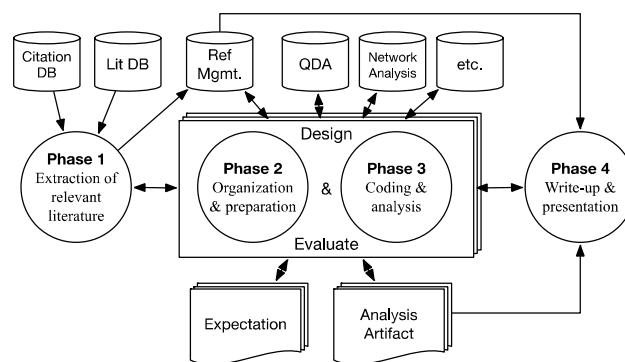 Citation
DB
Lit DB
Ref
Mgmt.
QDA
Network
Analysis
etc.
Design
Phase 1
Extraction of
relevant
literature
Phase 2
Organization
& preparation
&
Phase 3
Coding &
analysis
Phase 4
Write-up &
presentation
Evaluate
Expectation
Analysis
Artifact